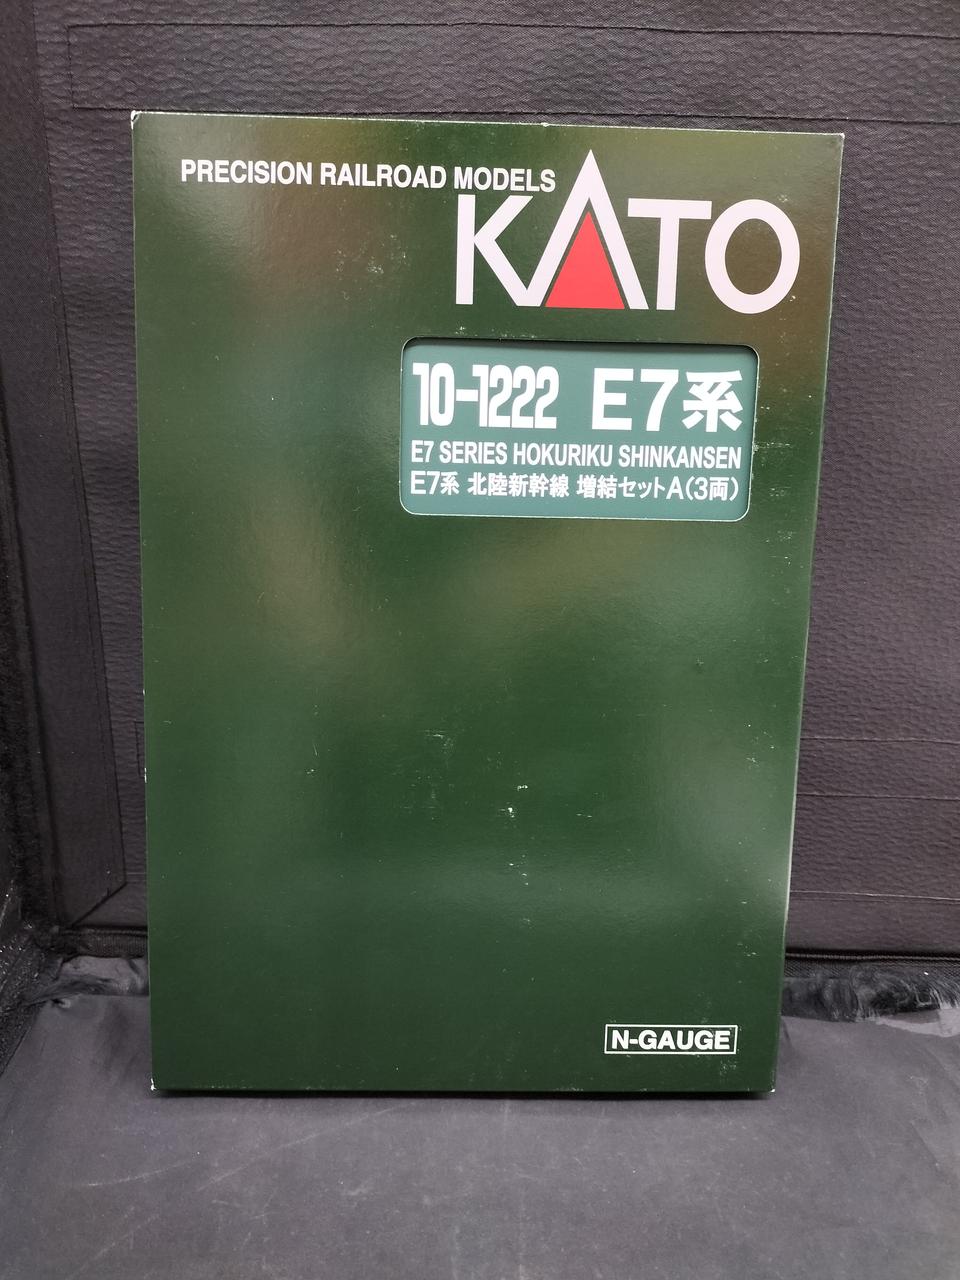 PRECISION RAILROAD MODELS
KATO
10-1222 E7系
E7 SERIES HOKURIKU SHINKANSEN
E7系 北陸新幹線 増結セットA(3両)
N-GAUGE